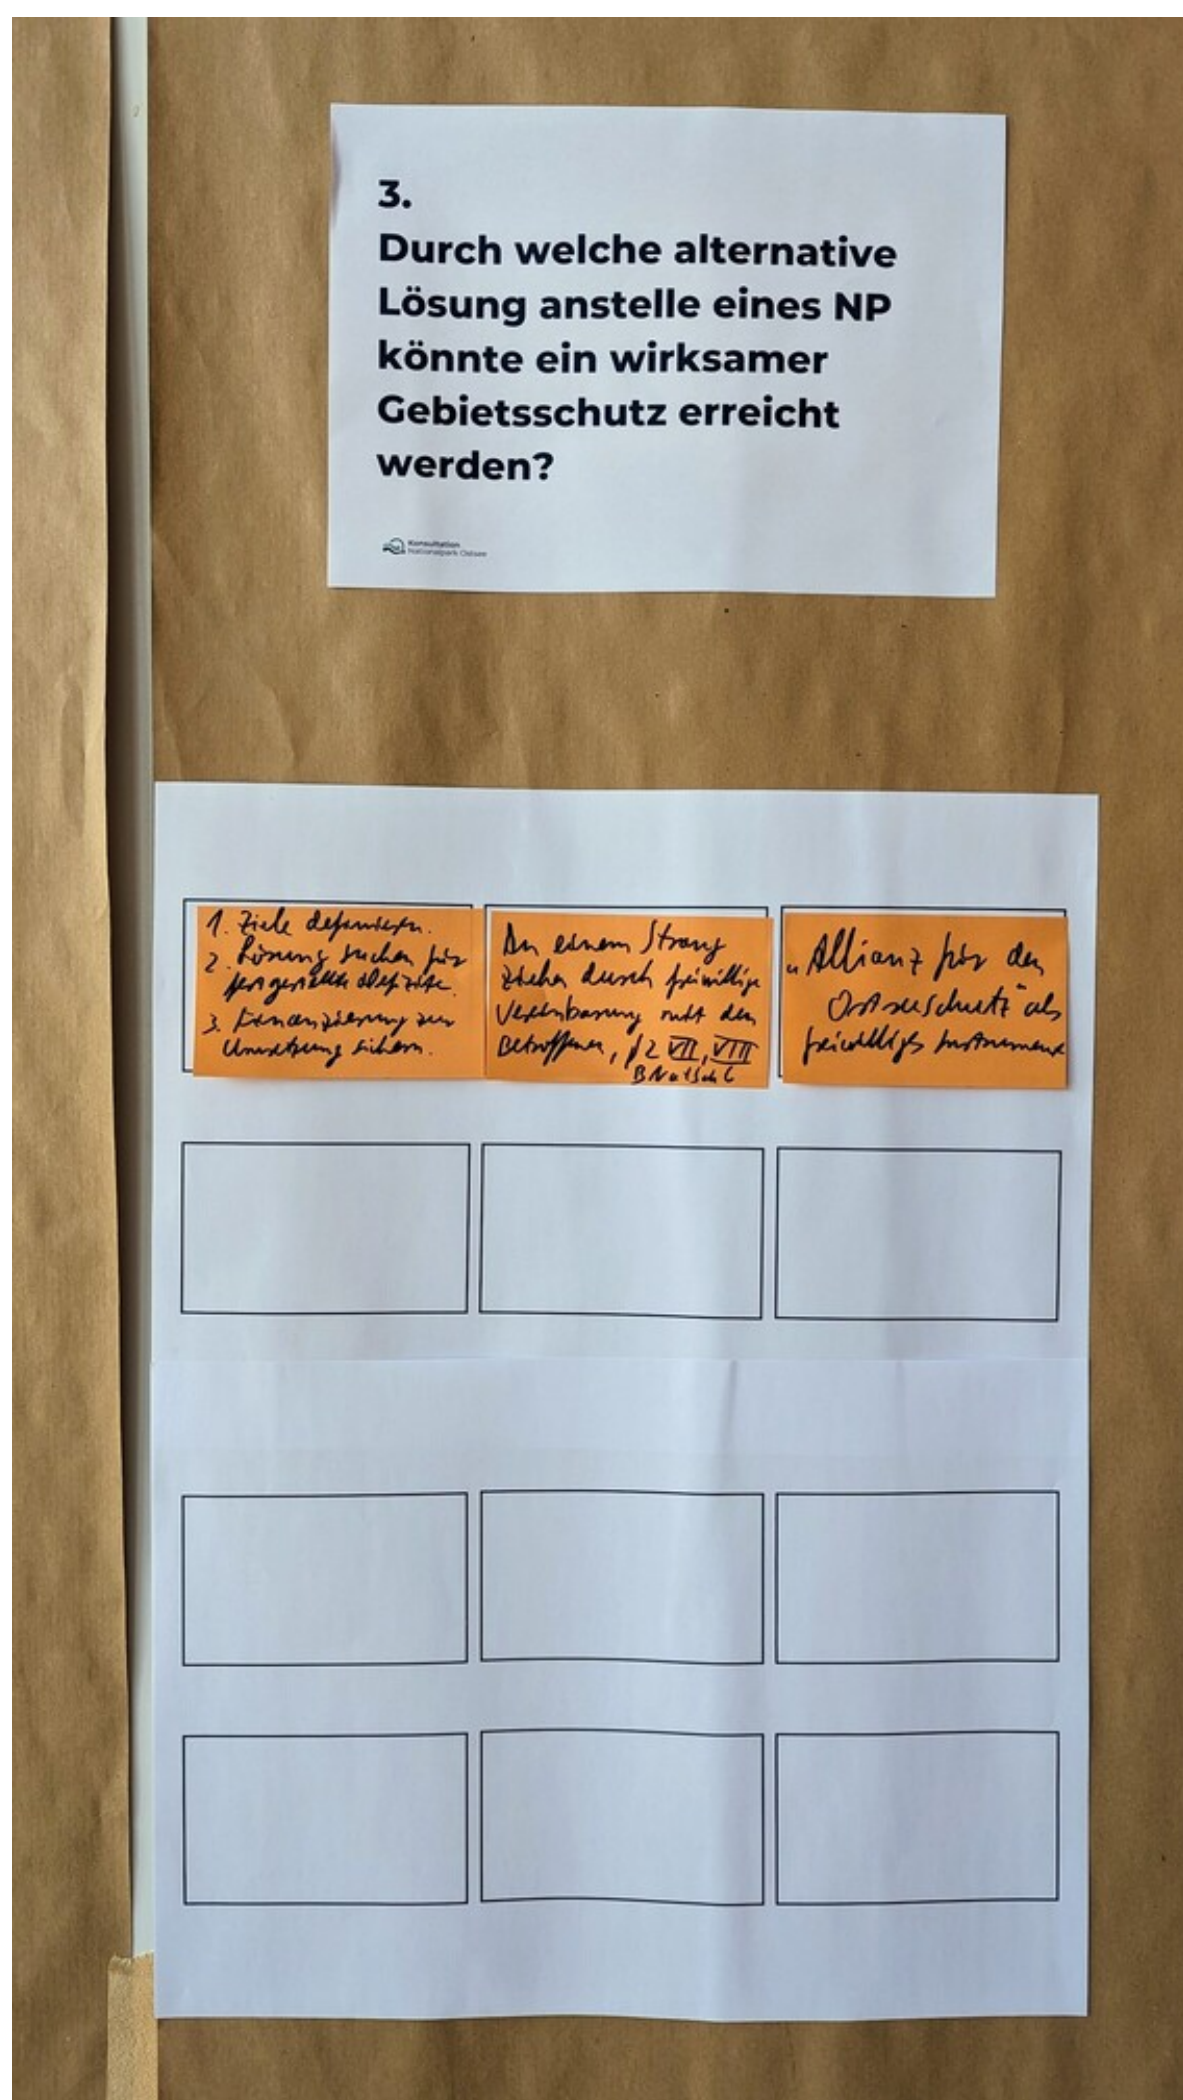 3.
Durch welche alternative
Lösung anstelle eines NP
könnte ein wirksamer
Gebietsschutz erreicht
werden?
Konsultation
Nationalpark Ostsee
1. Ziele definieren.
2. Lösung suchen für
festgestellte Defizite.
3. Finanzierung zur
Umsetzung sichern.
An einem Strang
ziehen durch freiwillige
Vereinbarung mit den
Betroffenen, § 2 VII, VIII
BNatSchG
"Allianz für den
Ostseeschutz" als
freiwilliges Instrument